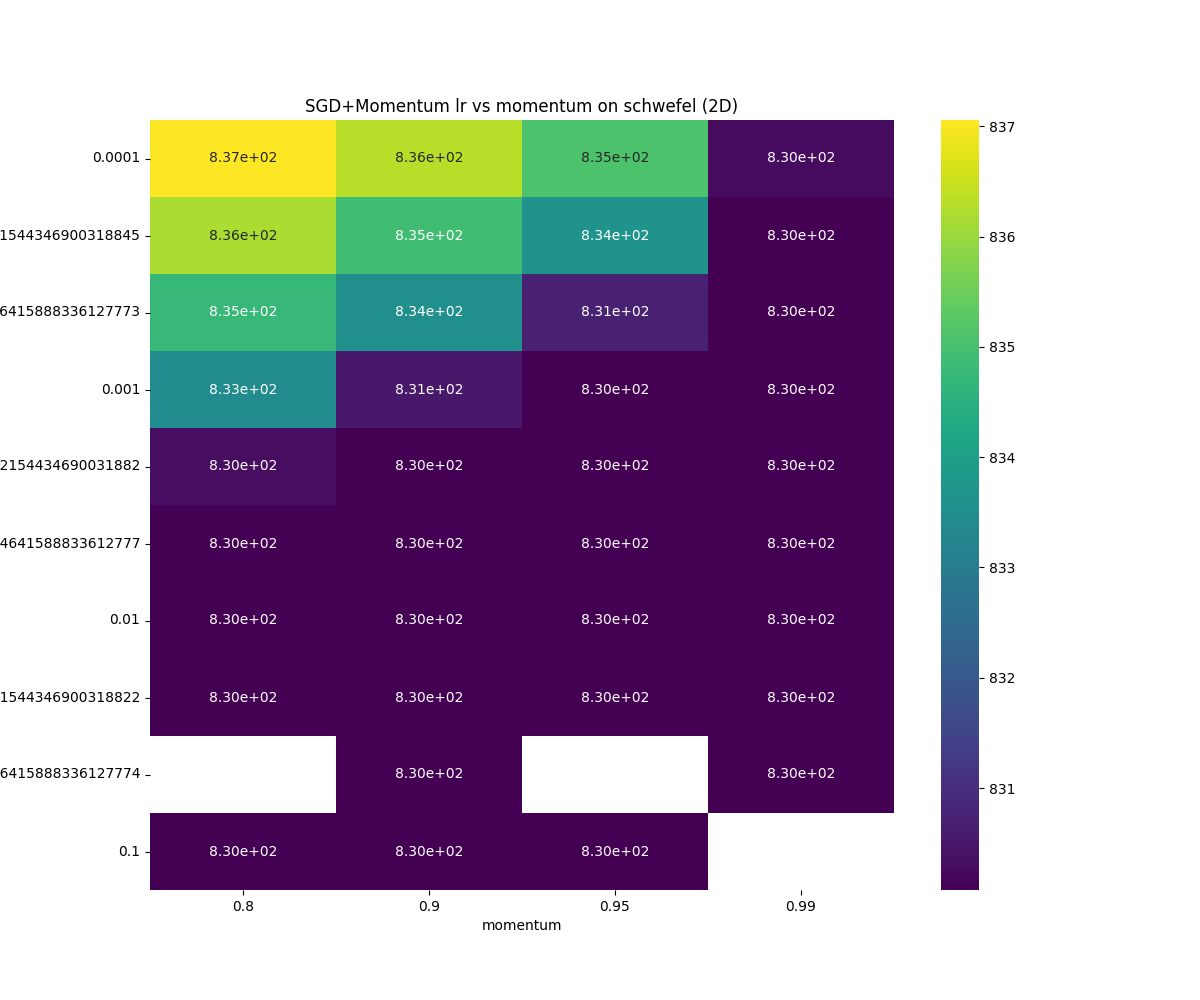 SGD+Momentum lr vs momentum on schwefel (2D)
0.0001 8.37e+02 8.36e+02 8.35e+02 8.30e+02
1544346900318845 8.36e+02 8.35e+02 8.34e+02 8.30e+02
6415888336127773 8.35e+02 8.34e+02 8.31e+02 8.30e+02
0.001 8.33e+02 8.31e+02 8.30e+02 8.30e+02
2154434690031882 8.30e+02 8.30e+02 8.30e+02 8.30e+02
4641588833612777 8.30e+02 8.30e+02 8.30e+02 8.30e+02
0.01 8.30e+02 8.30e+02 8.30e+02 8.30e+02
1544346900318822 8.30e+02 8.30e+02 8.30e+02 8.30e+02
6415888336127774 8.30e+02 8.30e+02
0.1 8.30e+02 8.30e+02 8.30e+02
0.8 0.9 0.95 0.99
momentum
837
836
835
834
833
832
831